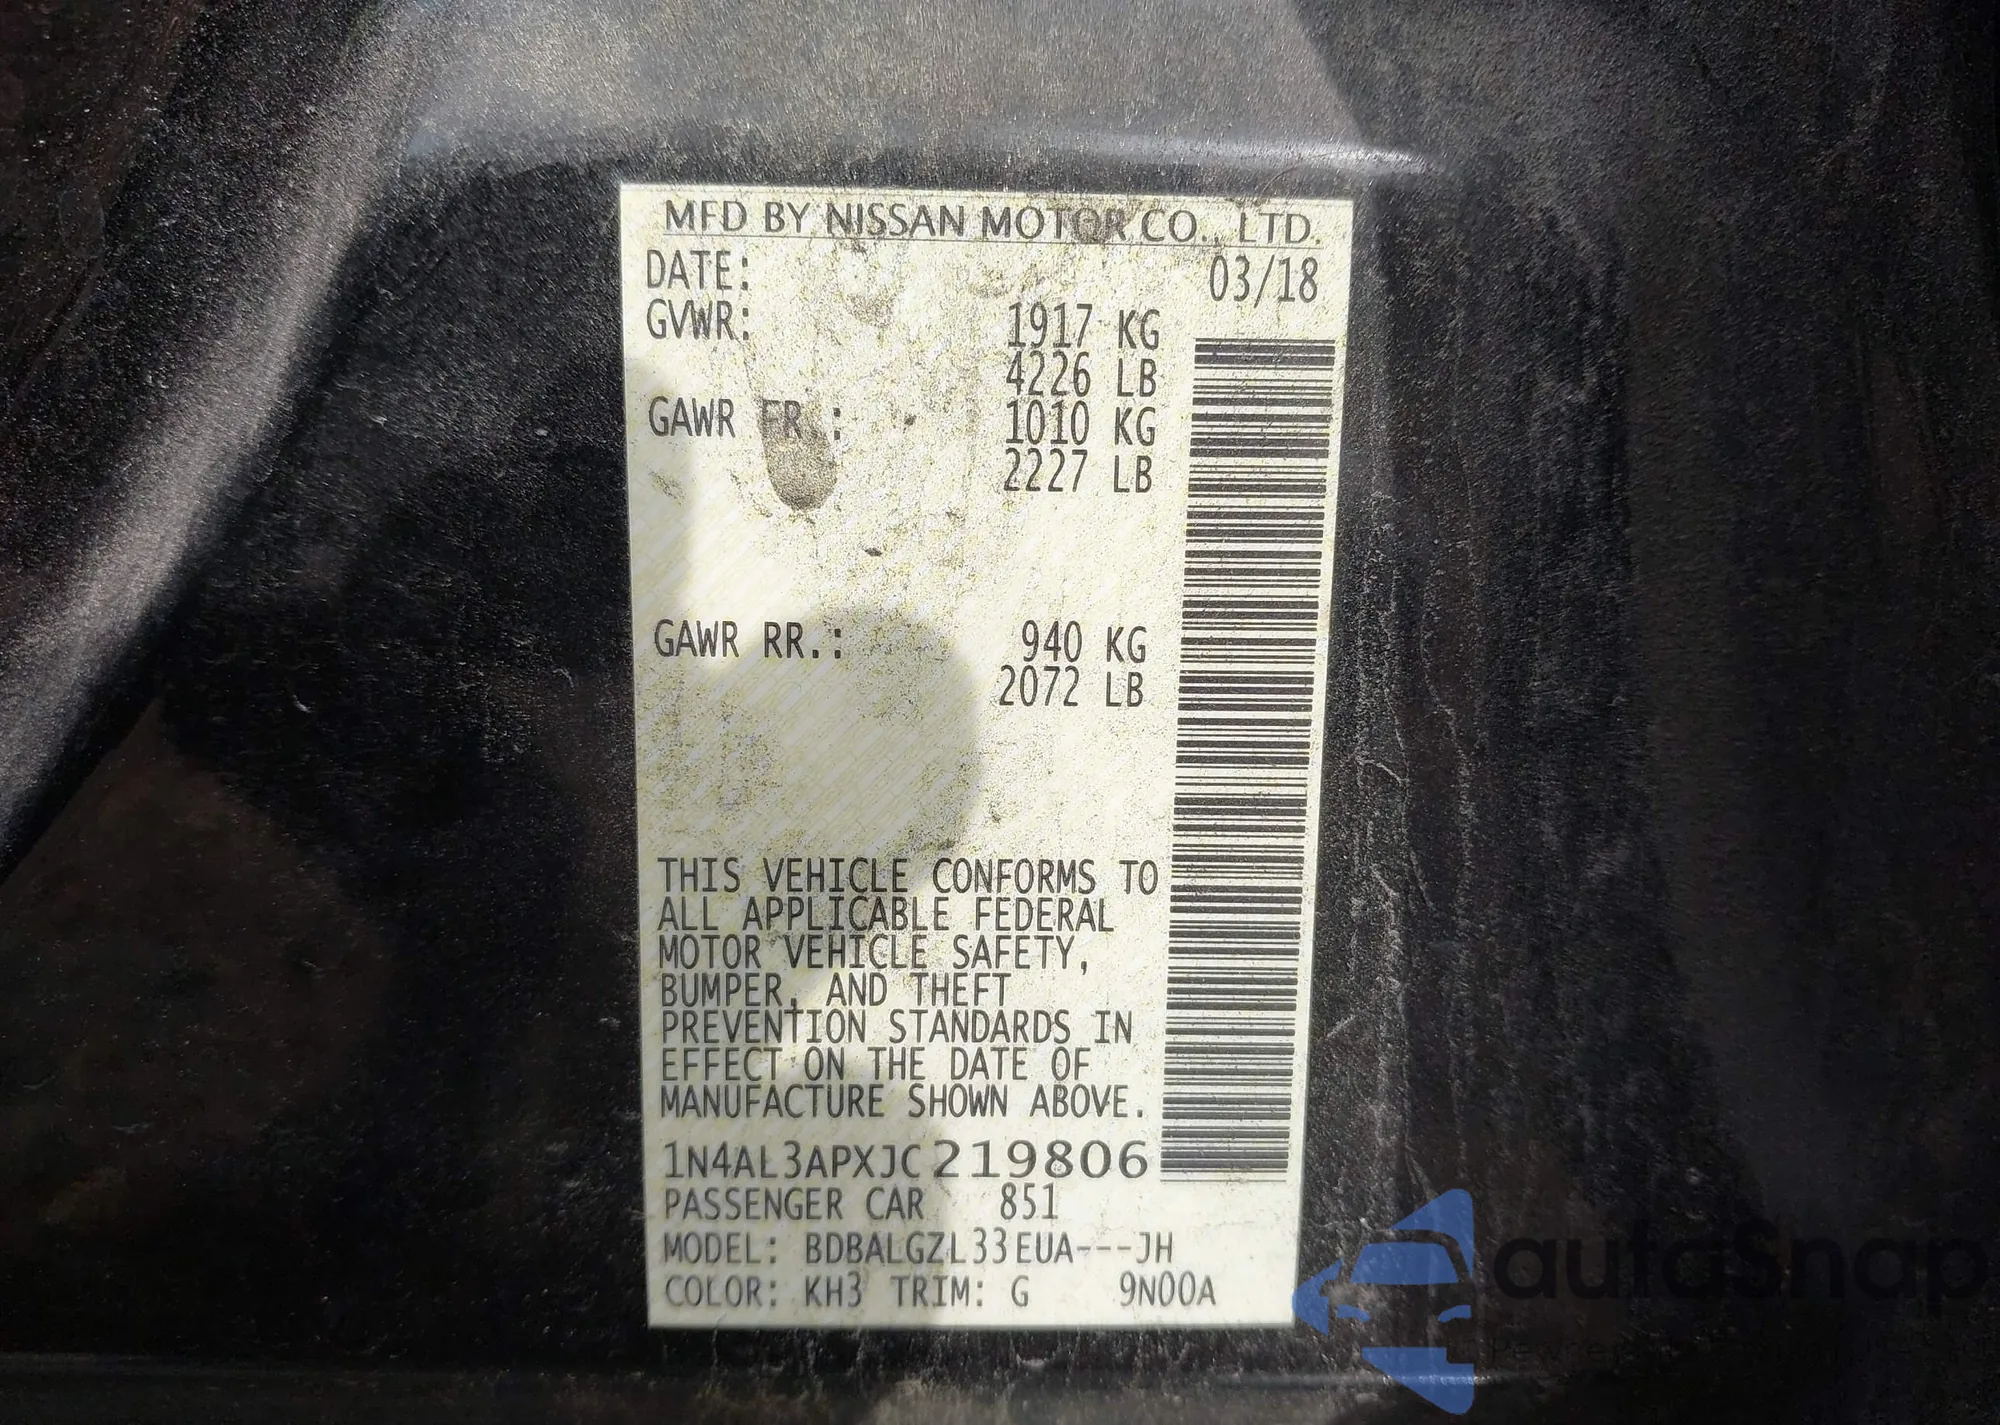 MFD BY NISSAN MOTOR CO., LTD.
DATE: 03/18
GVWR: 1917 KG
4226 LB
GAWR FR.: 1010 KG
2227 LB
GAWR RR.: 940 KG
2072 LB
THIS VEHICLE CONFORMS TO
ALL APPLICABLE FEDERAL
MOTOR VEHICLE SAFETY,
BUMPER, AND THEFT
PREVENTION STANDARDS IN
EFFECT ON THE DATE OF
MANUFACTURE SHOWN ABOVE.
1N4AL3APXJC219806
PASSENGER CAR 851
MODEL: BDBALGZL33EUA---JH
COLOR: KH3 TRIM: G 9N00A
autoSnap